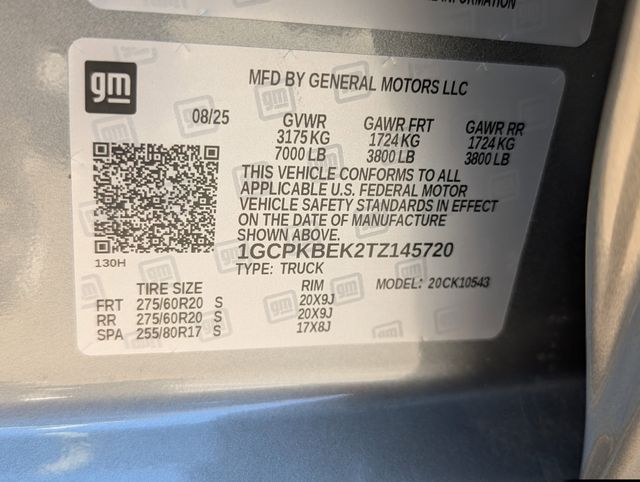 INFORMATION
gm
MFD BY GENERAL MOTORS LLC
08/25 GVWR GAWR FRT GAWR RR
3175 KG 1724 KG 1724 KG
7000 LB 3800 LB 3800 LB
THIS VEHICLE CONFORMS TO ALL
APPLICABLE U.S. FEDERAL MOTOR
VEHICLE SAFETY STANDARDS IN EFFECT
ON THE DATE OF MANUFACTURE
SHOWN ABOVE.
1GCPKBEK2TZ145720
130H
TYPE: TRUCK MODEL: 20CK10543
TIRE SIZE RIM
FRT 275/60R20 S 20X9J
RR 275/60R20 S 20X9J
SPA 255/80R17 S 17X8J